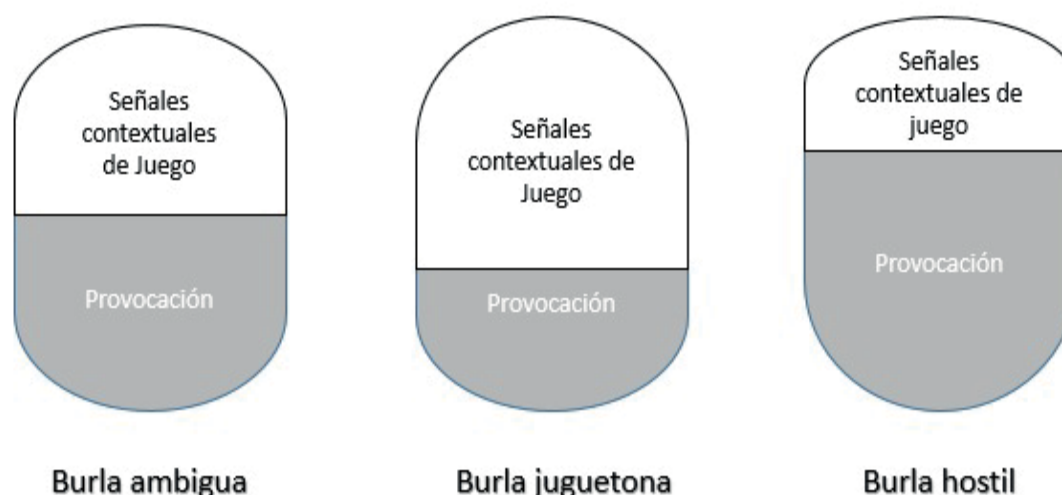 Señales
contextuales
de Juego
Provocación
Burla ambigua
Señales
contextuales de
Juego
Provocación
Burla juguetona
Señales
contextuales de
juego
Provocación
Burla hostil